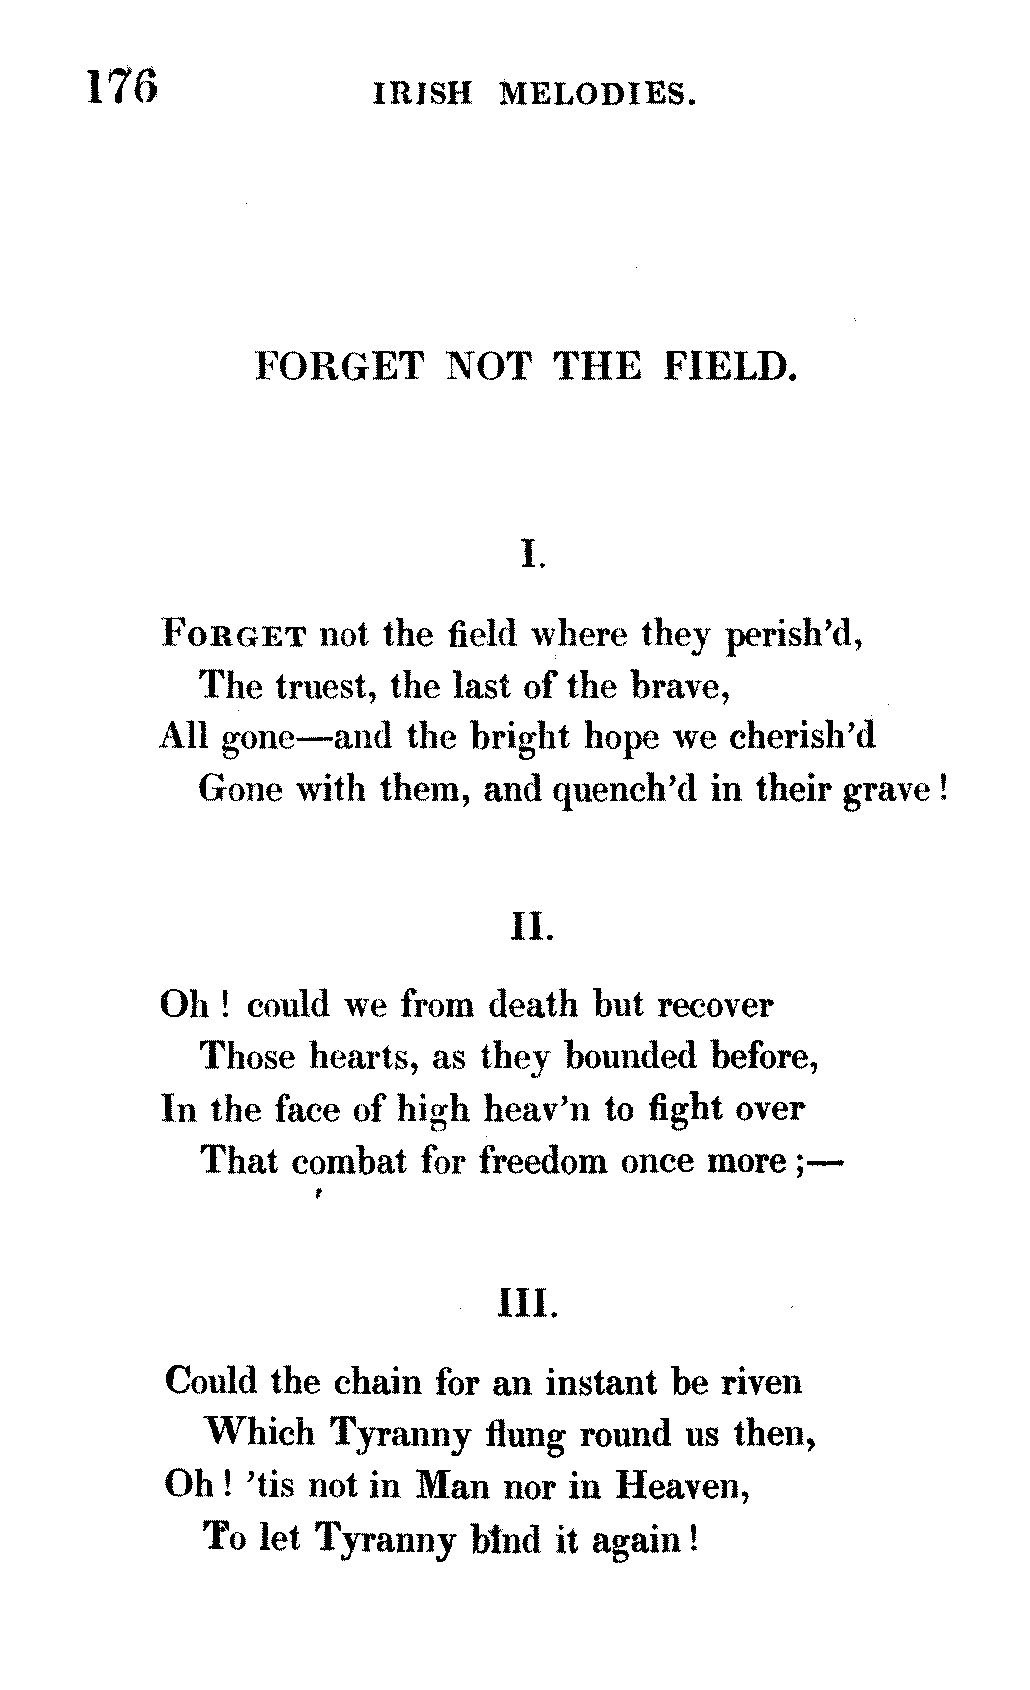 176 IRISH MELODIES.
FORGET NOT THE FIELD.
I.
FORGET not the field where they perish'd,
The truest, the last of the brave,
All gone—and the bright hope we cherish'd
Gone with them, and quench'd in their grave!
II.
Oh! could we from death but recover
Those hearts, as they bounded before,
In the face of high heav'n to fight over
That combat for freedom once more;—
III.
Could the chain for an instant be riven
Which Tyranny flung round us then,
Oh! 'tis not in Man nor in Heaven,
To let Tyranny bind it again!